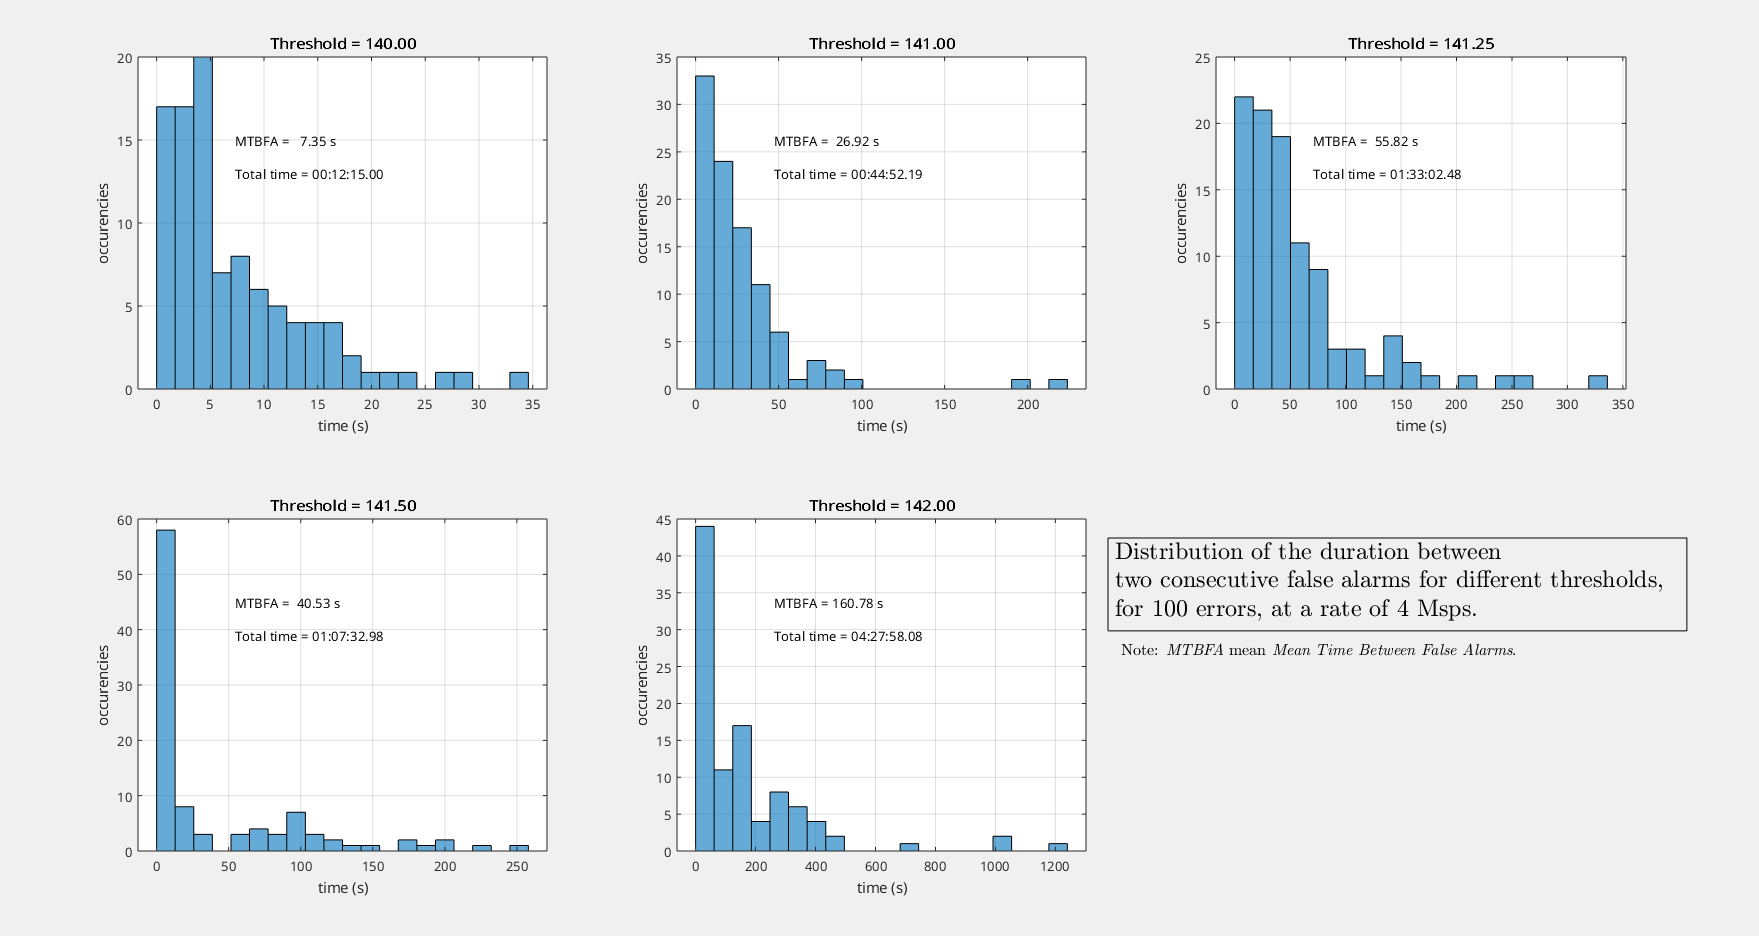 Threshold = 140.00
20
15
10
5
0
occurencies
MTBFA = 7.35 s
Total time = 00:12:15.00
0 5 10 15 20 25 30 35
time (s)
Threshold = 141.00
35
30
25
20
15
10
5
0
occurencies
MTBFA = 26.92 s
Total time = 00:44:52.19
0 50 100 150 200
time (s)
Threshold = 141.25
25
20
15
10
5
0
occurencies
MTBFA = 55.82 s
Total time = 01:33:02.48
0 50 100 150 200 250 300 350
time (s)
Threshold = 141.50
60
50
40
30
20
10
0
occurencies
MTBFA = 40.53 s
Total time = 01:07:32.98
0 50 100 150 200 250
time (s)
Threshold = 142.00
45
40
35
30
25
20
15
10
5
0
occurencies
MTBFA = 160.78 s
Total time = 04:27:58.08
0 200 400 600 800 1000 1200
time (s)
Distribution of the duration between
two consecutive false alarms for different thresholds,
for 100 errors, at a rate of 4 Msps.
Note: MTBFA mean Mean Time Between False Alarms.